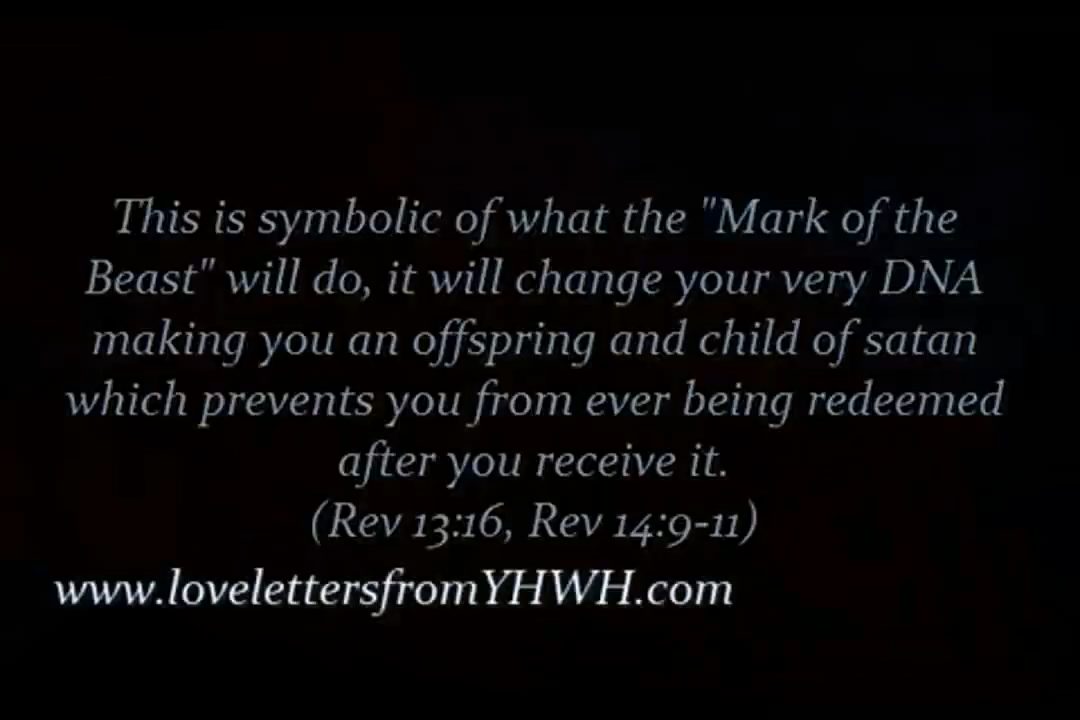 This is symbolic of what the "Mark of the
Beast" will do, it will change your very DNA
making you an offspring and child of satan
which prevents you from ever being redeemed
after you receive it.
(Rev 13:16, Rev 14:9-11)
www.lovelettersfromYHWH.com